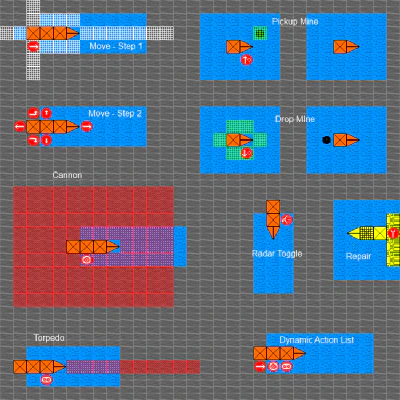 Pickup Mine
Move - Step 1
Move - Step 2
Drop Mine
Cannon
Radar Toggle
Repair
Torpedo
Dynamic Action List